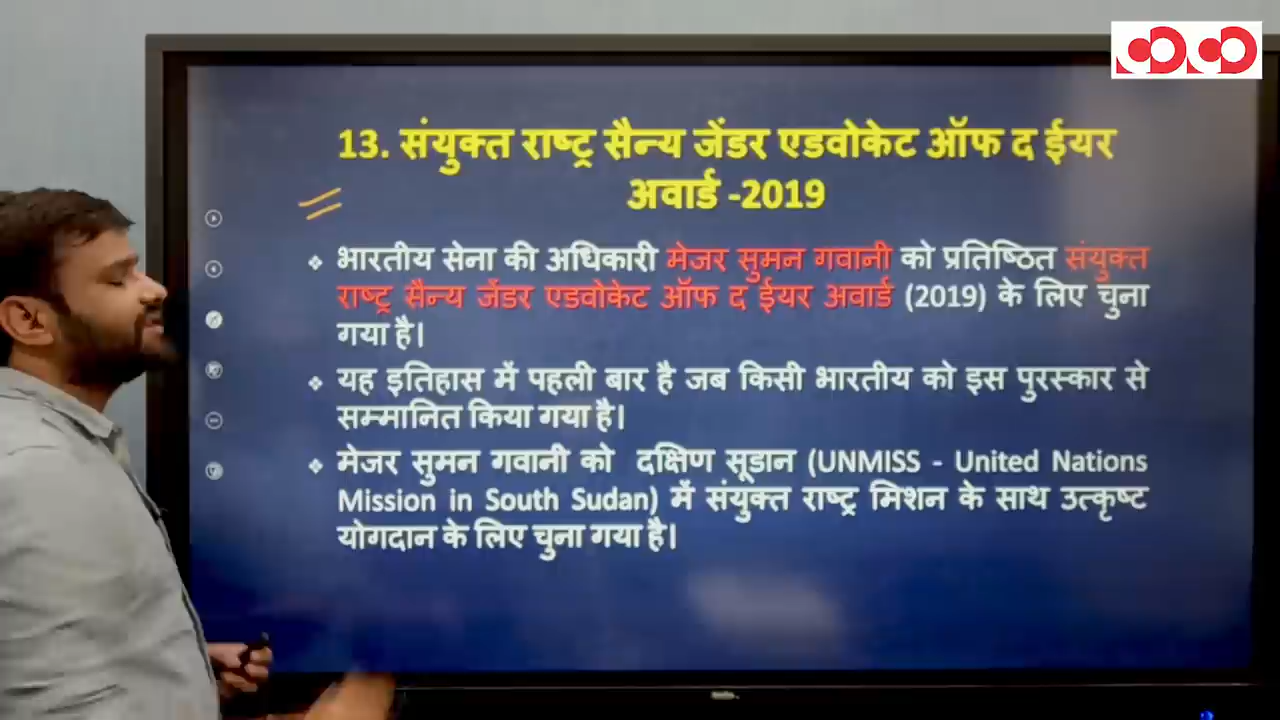 13. संयुक्त राष्ट्र सैन्य जेंडर एडवोकेट ऑफ द ईयर
अवार्ड -2019
❖ भारतीय सेना की अधिकारी मेजर सुमन गवानी को प्रतिष्ठित संयुक्त
राष्ट्र सैन्य जेंडर एडवोकेट ऑफ द ईयर अवार्ड (2019) के लिए चुना
गया है।
❖ यह इतिहास में पहली बार है जब किसी भारतीय को इस पुरस्कार से
सम्मानित किया गया है।
❖ मेजर सुमन गवानी को दक्षिण सूडान (UNMISS - United Nations
Mission in South Sudan) में संयुक्त राष्ट्र मिशन के साथ उत्कृष्ट
योगदान के लिए चुना गया है।